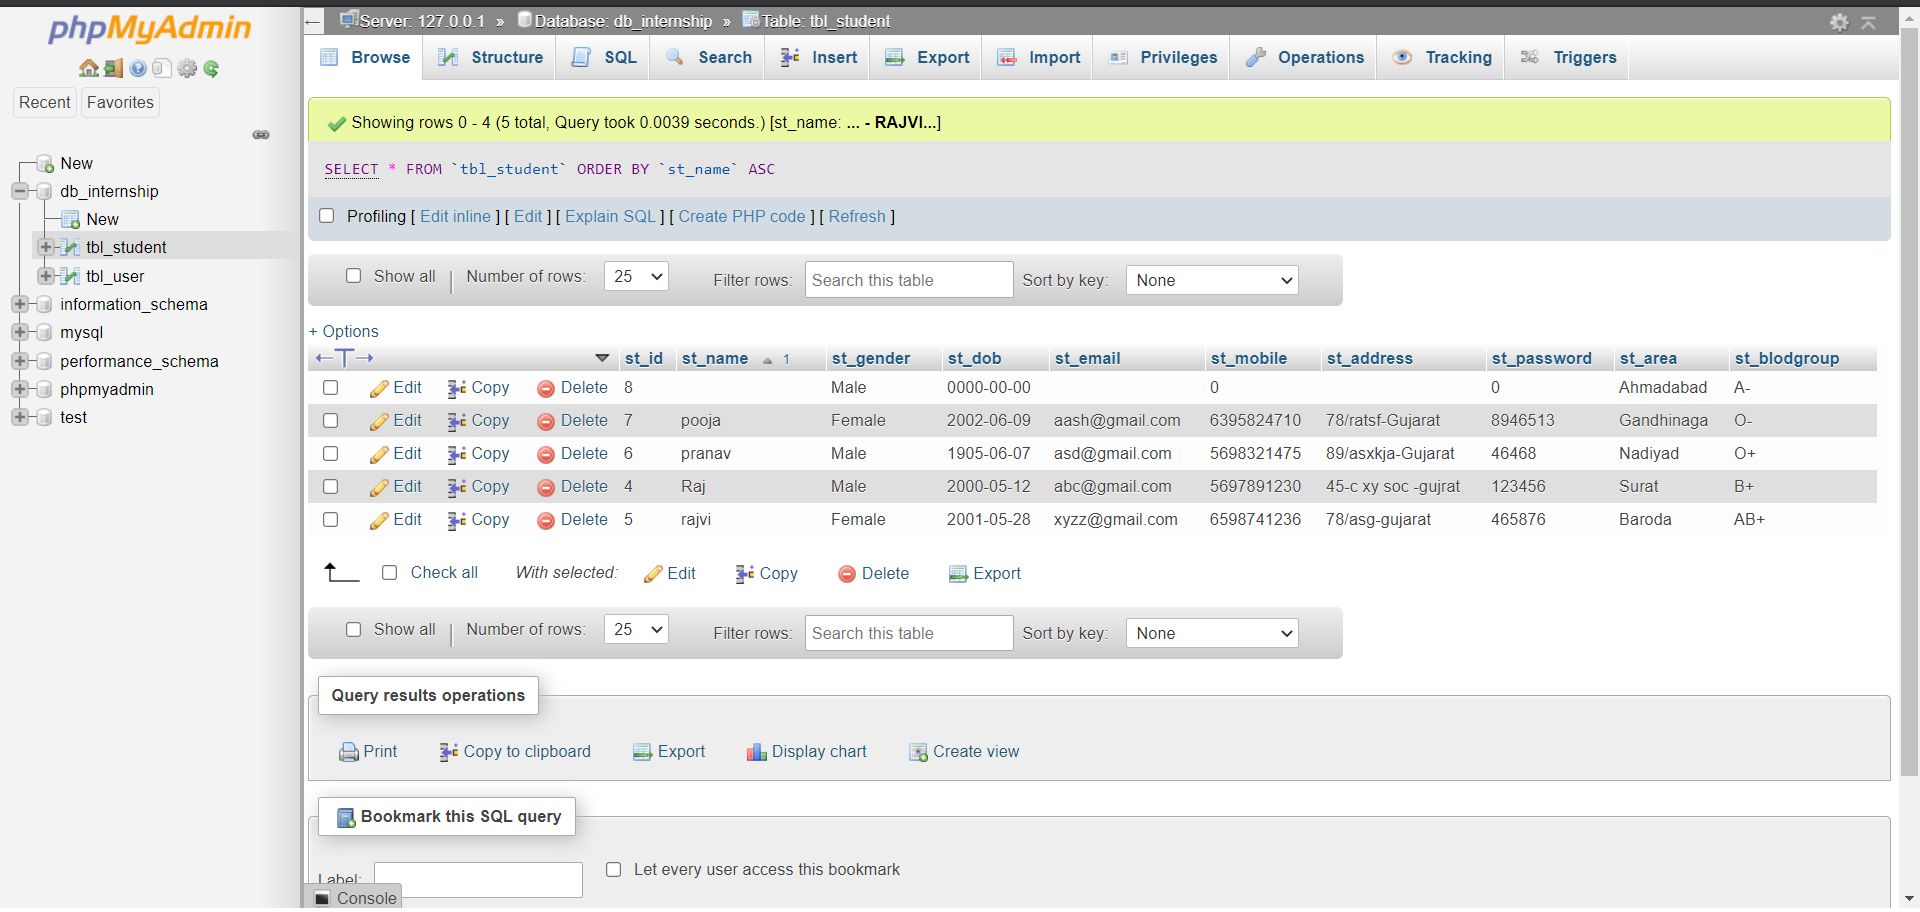 phpMyAdmin
Recent Favorites
New
db_internship
New
tbl_student
tbl_user
information_schema
mysql
performance_schema
phpmyadmin
test
Server: 127.0.0.1 » Database: db_internship » Table: tbl_student
Browse Structure SQL Search Insert Export Import Privileges Operations Tracking Triggers
Showing rows 0 - 4 (5 total, Query took 0.0039 seconds.) [st_name: ... - RAJVI...]
SELECT * FROM `tbl_student` ORDER BY `st_name` ASC
Profiling [ Edit inline ] [ Edit ] [ Explain SQL ] [ Create PHP code ] [ Refresh ]
Show all Number of rows: 25 Filter rows: Search this table Sort by key: None
+ Options
←T→ st_id st_name 1 st_gender st_dob st_email st_mobile st_address st_password st_area st_blodgroup
Edit Copy Delete 8 Male 0000-00-00 0 0 Ahmadabad A-
Edit Copy Delete 7 pooja Female 2002-06-09 aash@gmail.com 6395824710 78/ratsf-Gujarat 8946513 Gandhinaga O-
Edit Copy Delete 6 pranav Male 1905-06-07 asd@gmail.com 5698321475 89/asxkja-Gujarat 46468 Nadiyad O+
Edit Copy Delete 4 Raj Male 2000-05-12 abc@gmail.com 5697891230 45-c xy soc -gujrat 123456 Surat B+
Edit Copy Delete 5 rajvi Female 2001-05-28 xyzz@gmail.com 6598741236 78/asg-gujarat 465876 Baroda AB+
Check all With selected: Edit Copy Delete Export
Show all Number of rows: 25 Filter rows: Search this table Sort by key: None
Query results operations
Print Copy to clipboard Export Display chart Create view
Bookmark this SQL query
Label: Let every user access this bookmark
Console